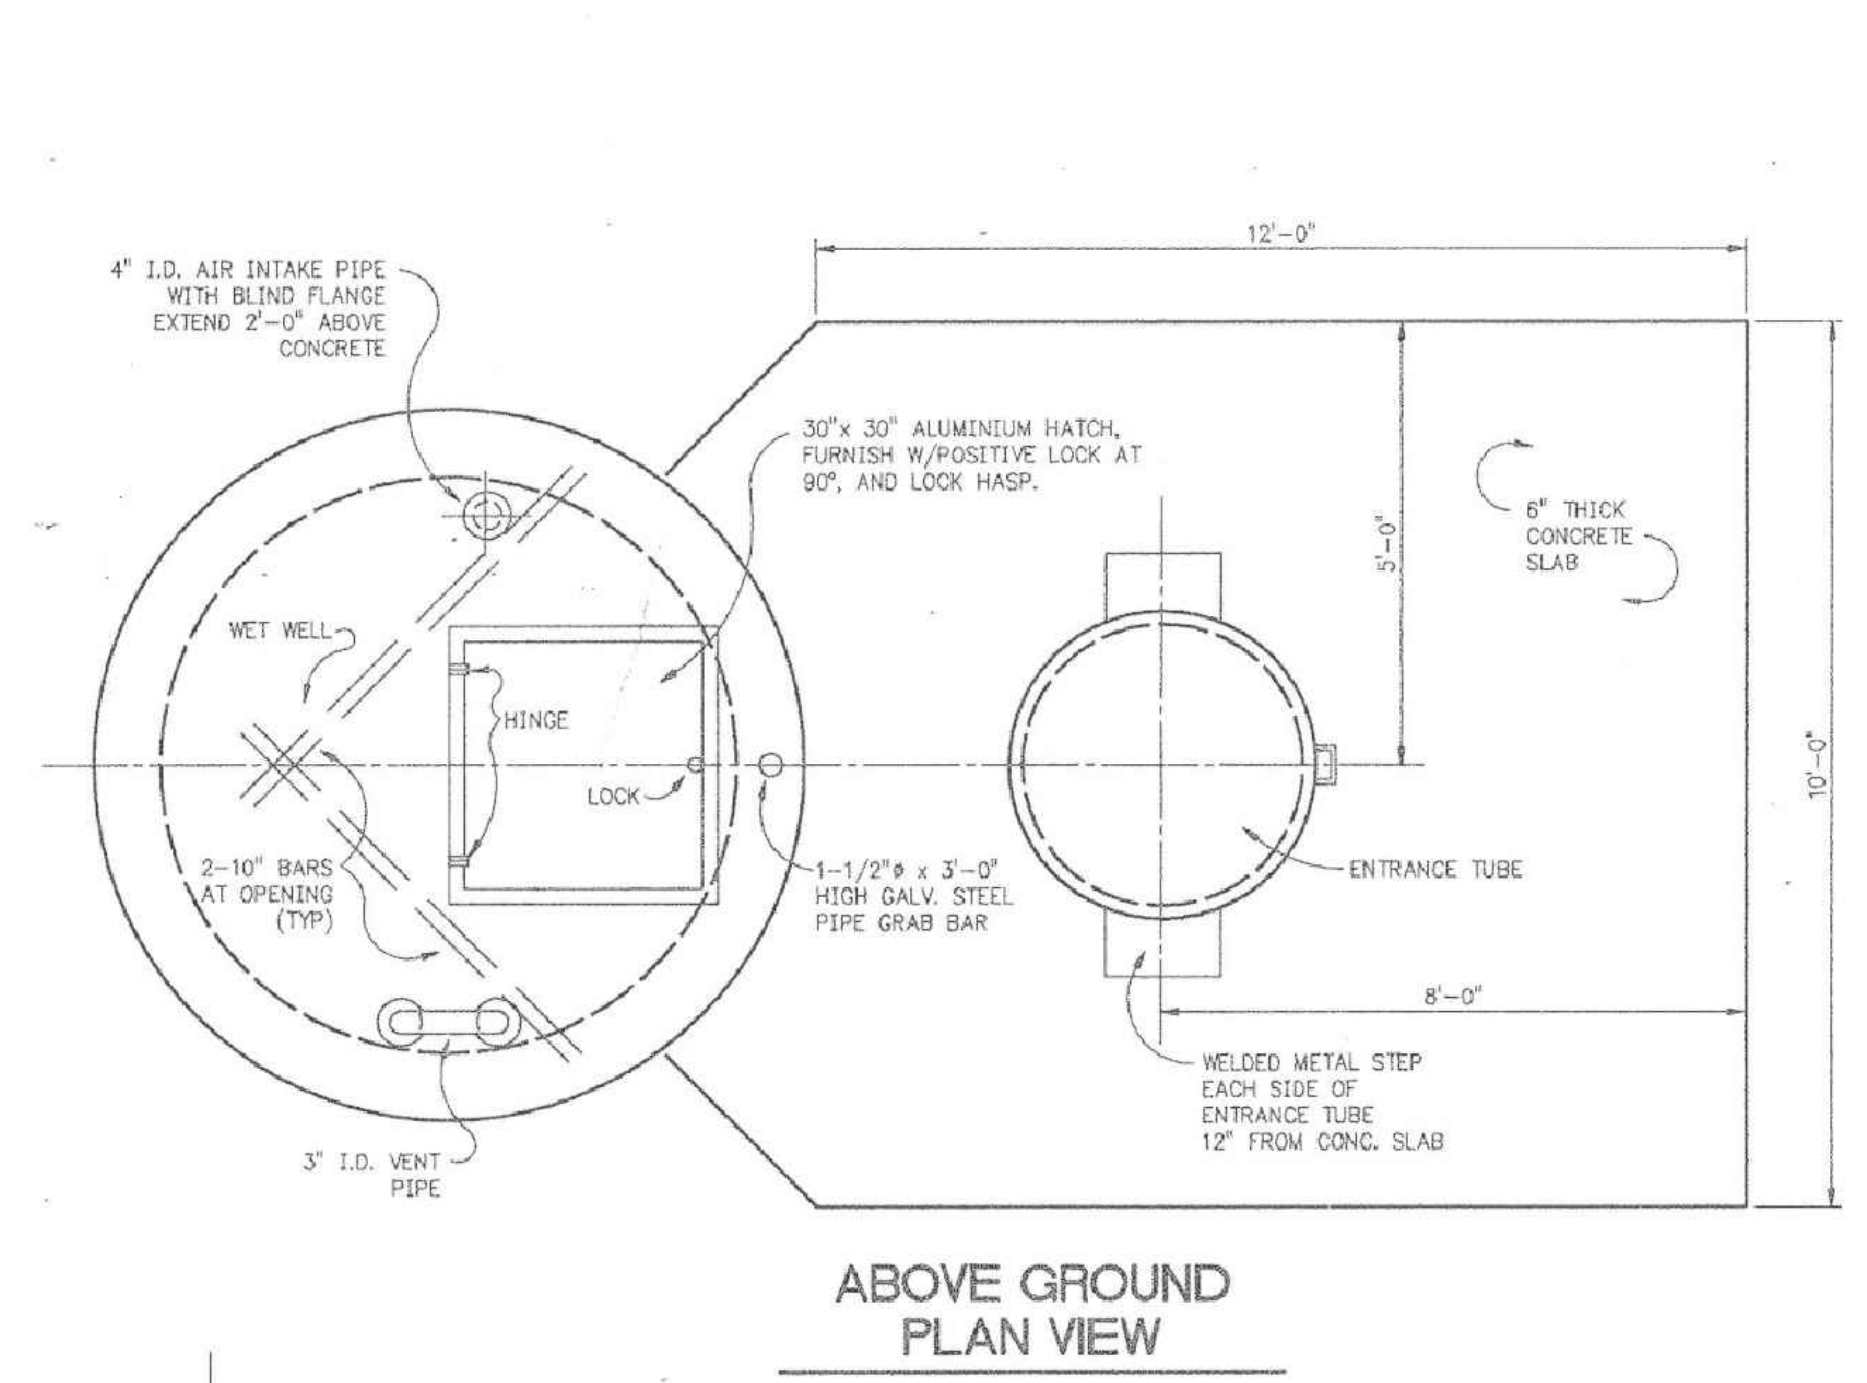 12'-0"
4" I.D. AIR INTAKE PIPE
WITH BLIND FLANGE
EXTEND 2'-0" ABOVE
CONCRETE
30"x 30" ALUMINIUM HATCH,
FURNISH W/POSITIVE LOCK AT
90°, AND LOCK HASP.
6" THICK
CONCRETE
SLAB
5'-0"
WET WELL
HINGE
LOCK
10'-0"
2-10" BARS
AT OPENING
(TYP)
1-1/2"ø x 3'-0"
HIGH GALV. STEEL
PIPE GRAB BAR
ENTRANCE TUBE
8'-0"
WELDED METAL STEP
EACH SIDE OF
ENTRANCE TUBE
12" FROM CONC. SLAB
3" I.D. VENT
PIPE
ABOVE GROUND
PLAN VIEW